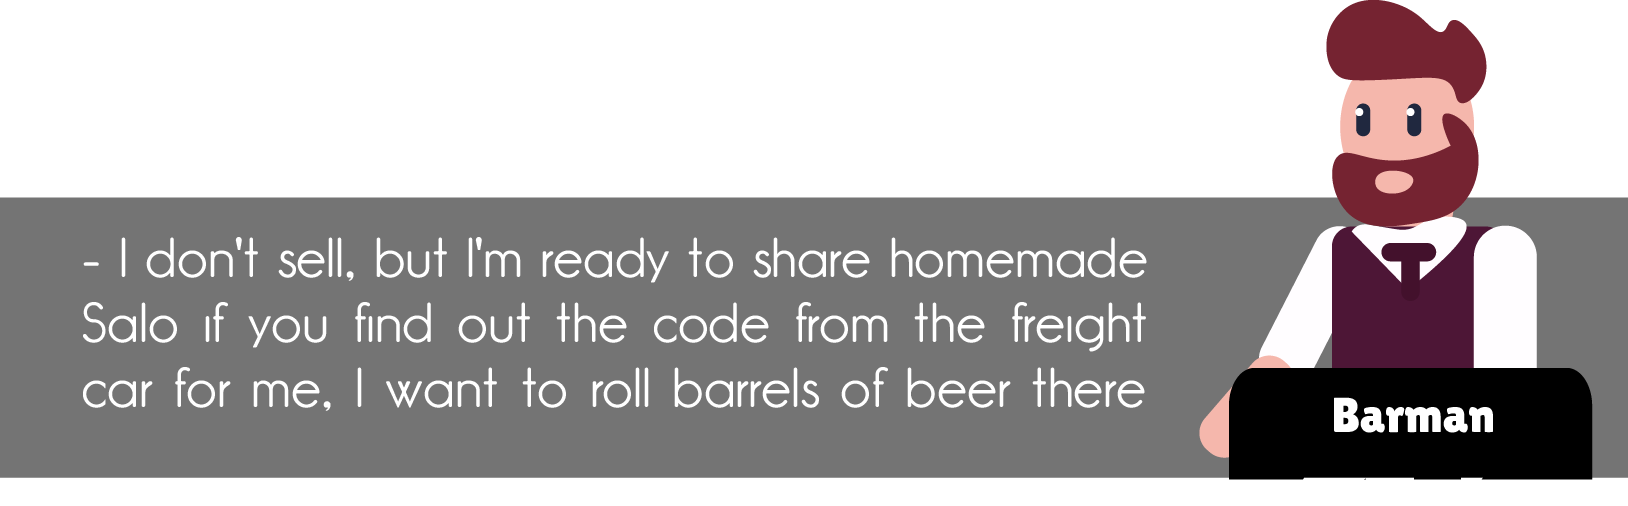 - I don't sell, but I'm ready to share homemade
Salo if you find out the code from the freight
car for me, I want to roll barrels of beer there
Barman